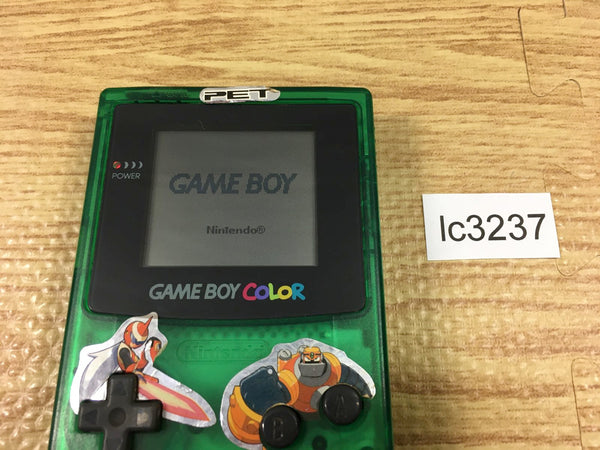 PET
POWER
GAME BOY
Nintendo®
GAME BOY COLOR
lc3237
Nintendo
B
A